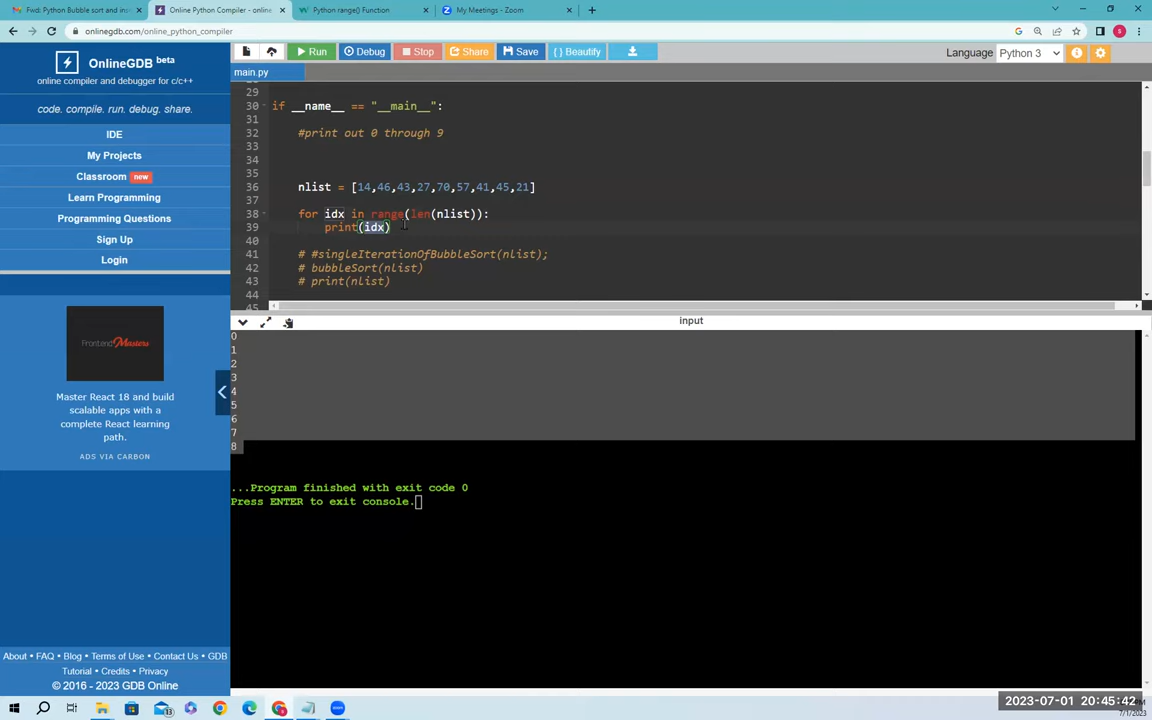 Fwd: Python Bubble sort and ins
Online Python Compiler - online
Python range() Function
My Meetings - Zoom
onlinegdb.com/online_python_compiler
OnlineGDB beta
online compiler and debugger for c/c++
code. compile. run. debug. share.
IDE
My Projects
Classroom new
Learn Programming
Programming Questions
Sign Up
Login
Frontend Masters
Master React 18 and build
scalable apps with a
complete React learning
path.
ADS VIA CARBON
About • FAQ • Blog • Terms of Use • Contact Us • GDB
Tutorial • Credits • Privacy
© 2016 - 2023 GDB Online
Run Debug Stop Share Save { } Beautify
Language Python 3
main.py
29
30 if __name__ == "__main__":
31
32 #print out 0 through 9
33
34
35
36 nlist = [14,46,43,27,70,57,41,45,21]
37
38 for idx in range(len(nlist)):
39 print(idx)
40
41 # #singleIterationOfBubbleSort(nlist);
42 # bubbleSort(nlist)
43 # print(nlist)
44
45
input
0
1
2
3
4
5
6
7
8
...Program finished with exit code 0
Press ENTER to exit console.
2023-07-01 20:45:42
7/1/2023